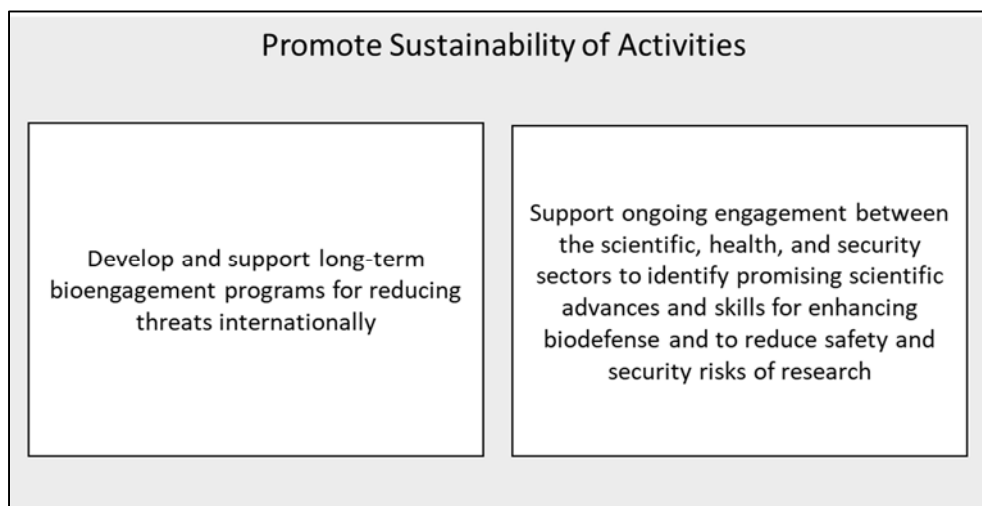 Promote Sustainability of Activities
Develop and support long-term
bioengagement programs for reducing
threats internationally
Support ongoing engagement between
the scientific, health, and security
sectors to identify promising scientific
advances and skills for enhancing
biodefense and to reduce safety and
security risks of research